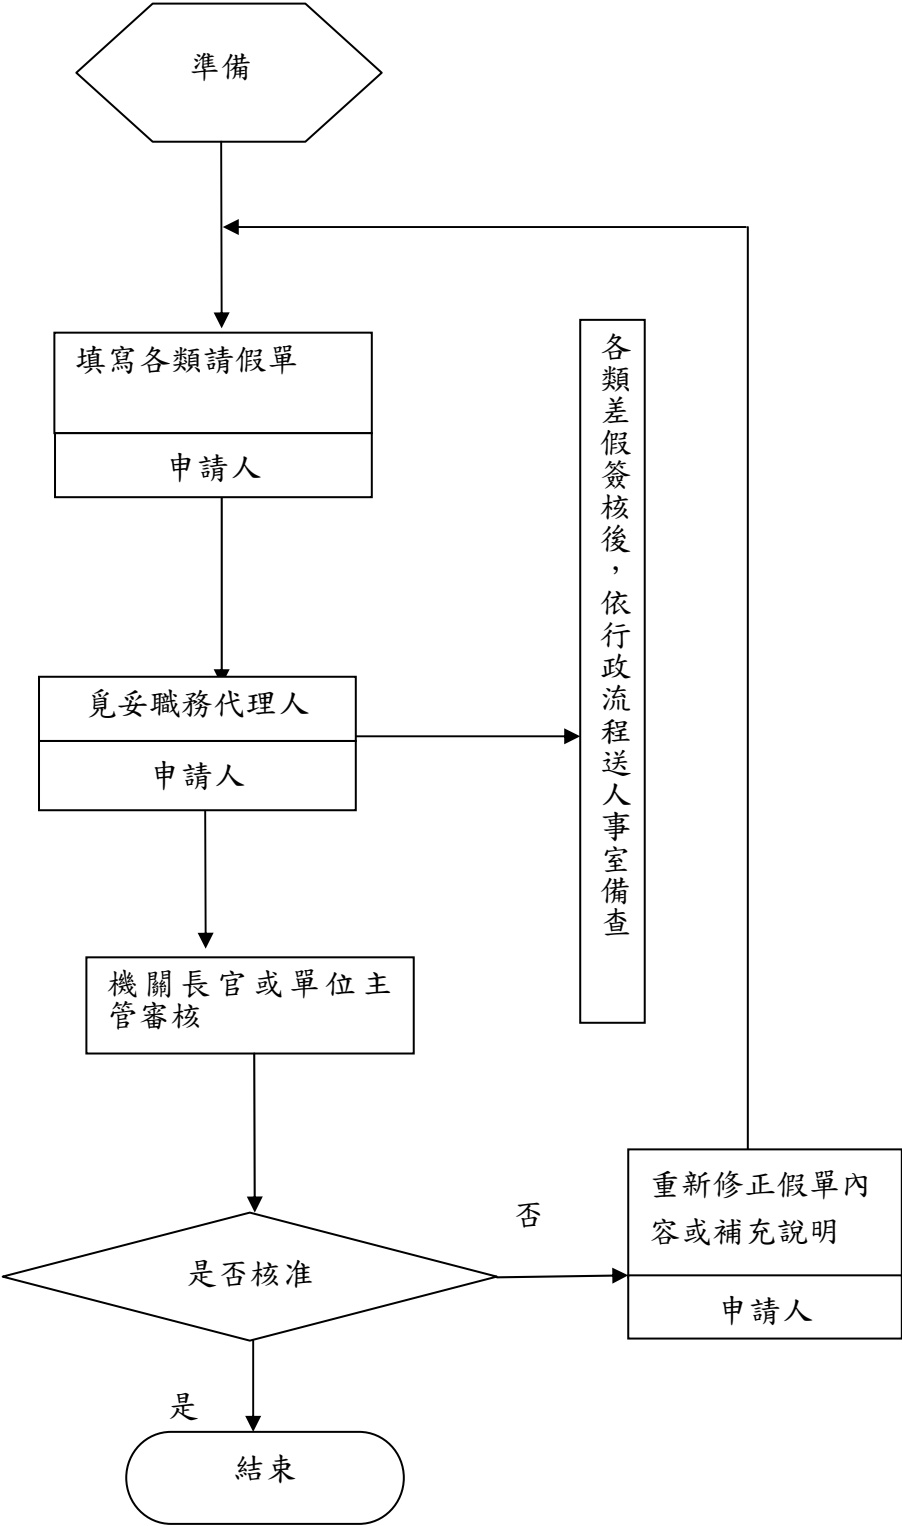 準備
填寫各類請假單
申請人
覓妥職務代理人
申請人
各類差假簽核後，依行政流程送人事室備查
機關長官或單位主
管審核
是否核准
否
重新修正假單內
容或補充說明
申請人
是
結束